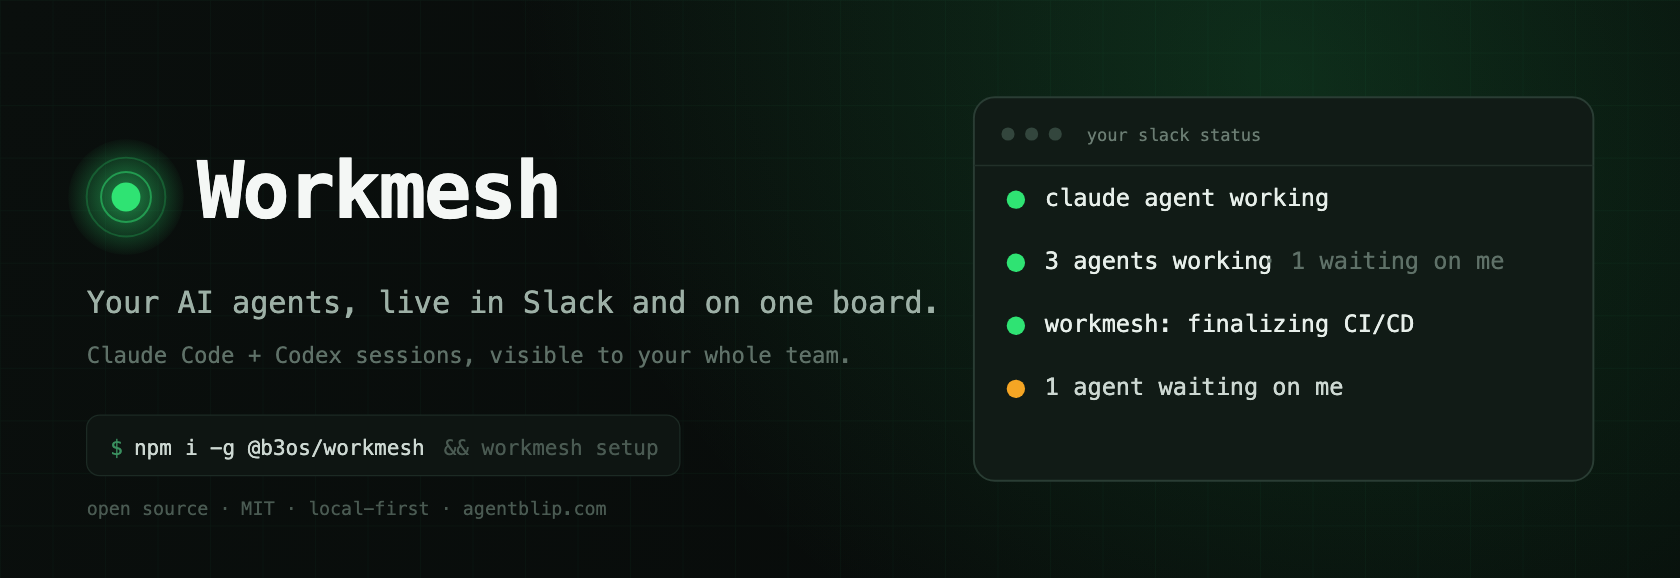 Workmesh
Your AI agents, live in Slack and on one board.
Claude Code + Codex sessions, visible to your whole team.
$ npm i -g @b3os/workmesh && workmesh setup
open source · MIT · local-first · agentblip.com
your slack status
claude agent working
3 agents working 1 waiting on me
workmesh: finalizing CI/CD
1 agent waiting on me